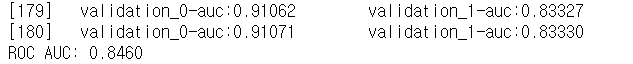 [179]	validation_0-auc:0.91062	validation_1-auc:0.83327
[180]	validation_0-auc:0.91071	validation_1-auc:0.83330
ROC AUC: 0.8460